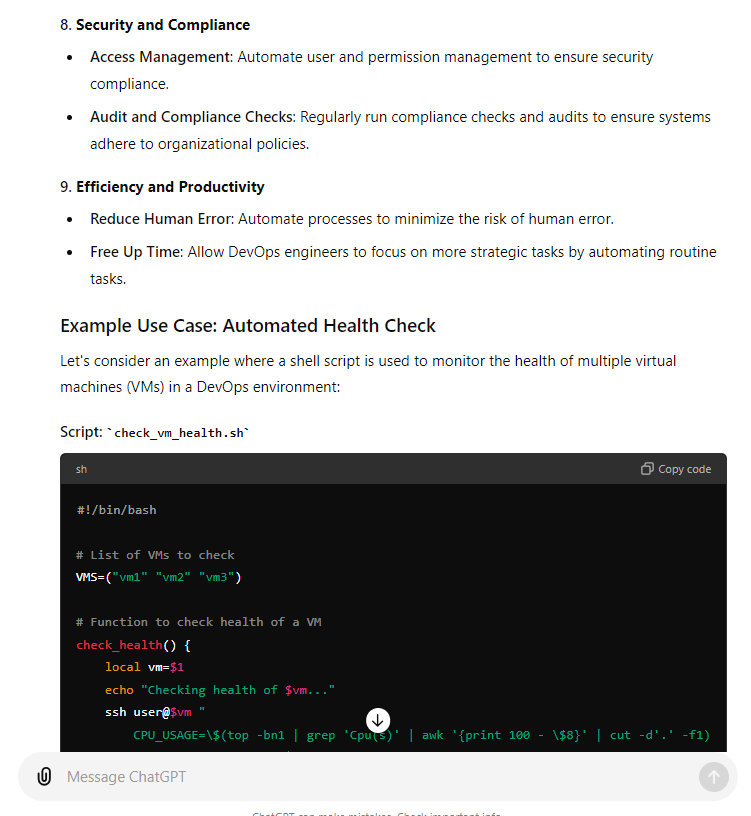 8. Security and Compliance
• Access Management: Automate user and permission management to ensure security
compliance.
• Audit and Compliance Checks: Regularly run compliance checks and audits to ensure systems
adhere to organizational policies.
9. Efficiency and Productivity
• Reduce Human Error: Automate processes to minimize the risk of human error.
• Free Up Time: Allow DevOps engineers to focus on more strategic tasks by automating routine
tasks.
Example Use Case: Automated Health Check
Let's consider an example where a shell script is used to monitor the health of multiple virtual
machines (VMs) in a DevOps environment:
Script: `check_vm_health.sh`
sh Copy code
#!/bin/bash
# List of VMs to check
VMS=("vm1" "vm2" "vm3")
# Function to check health of a VM
check_health() {
local vm=$1
echo "Checking health of $vm..."
ssh user@$vm "
CPU_USAGE=\$(top -bn1 | grep 'Cpu(s)' | awk '{print 100 - \$8}' | cut -d'.' -f1)
Message ChatGPT
ChatGPT can make mistakes. Check important info.